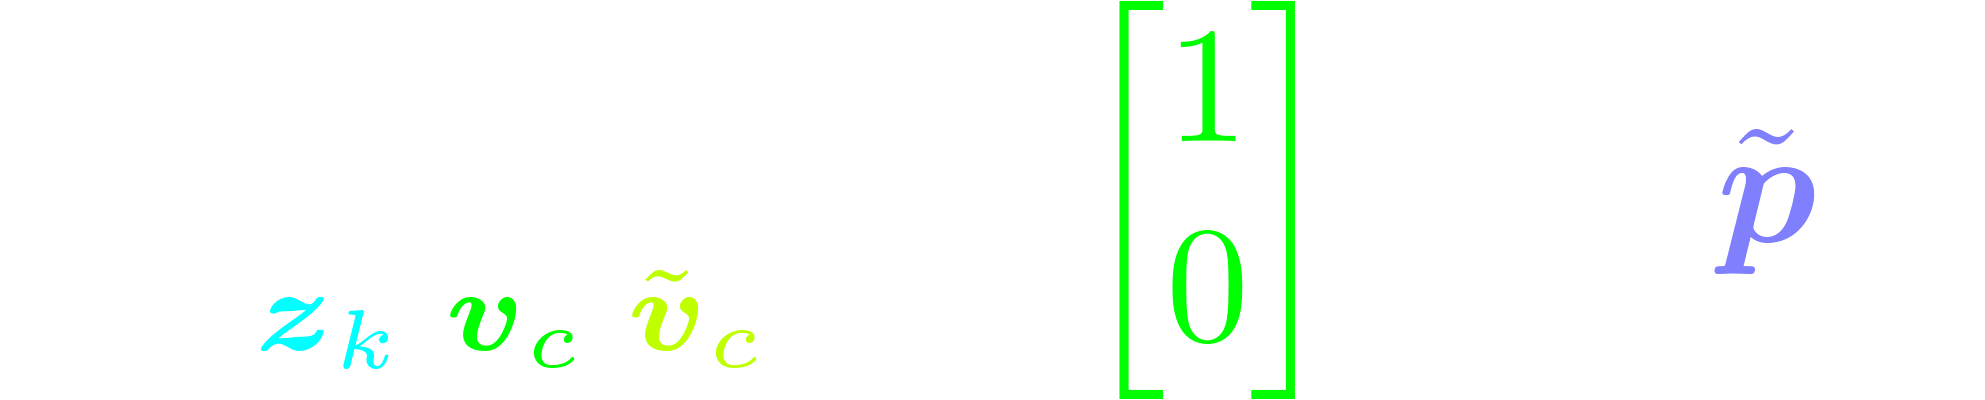 z_k v_c ṽ_c [1 0] p̃